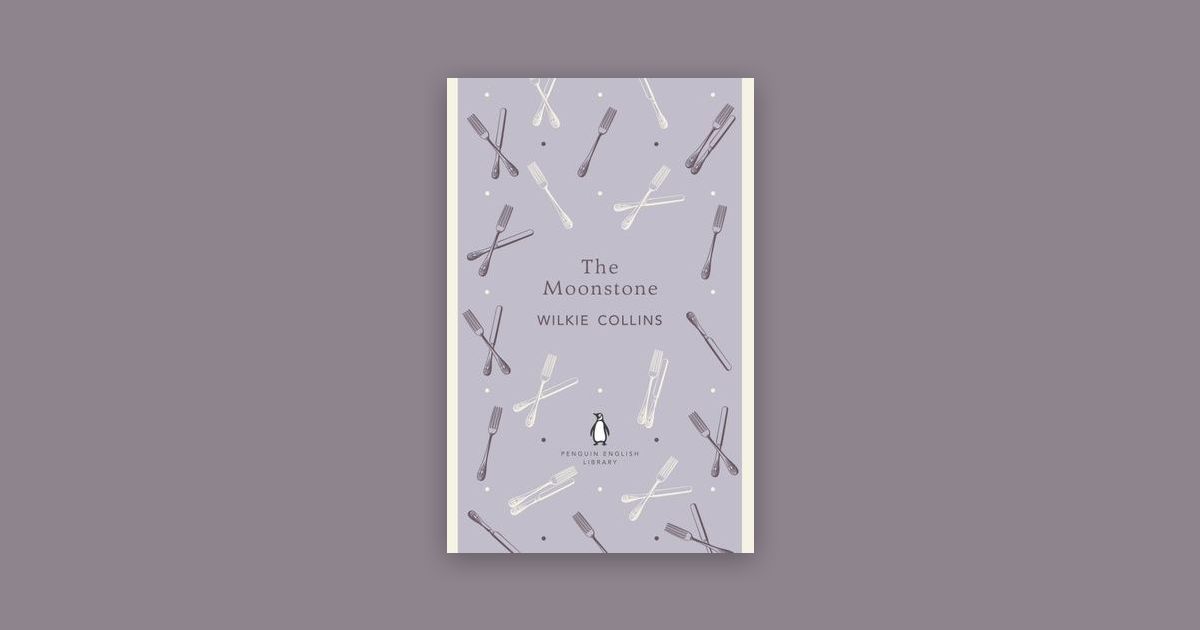 The
Moonstone
WILKIE COLLINS
PENGUIN ENGLISH
LIBRARY